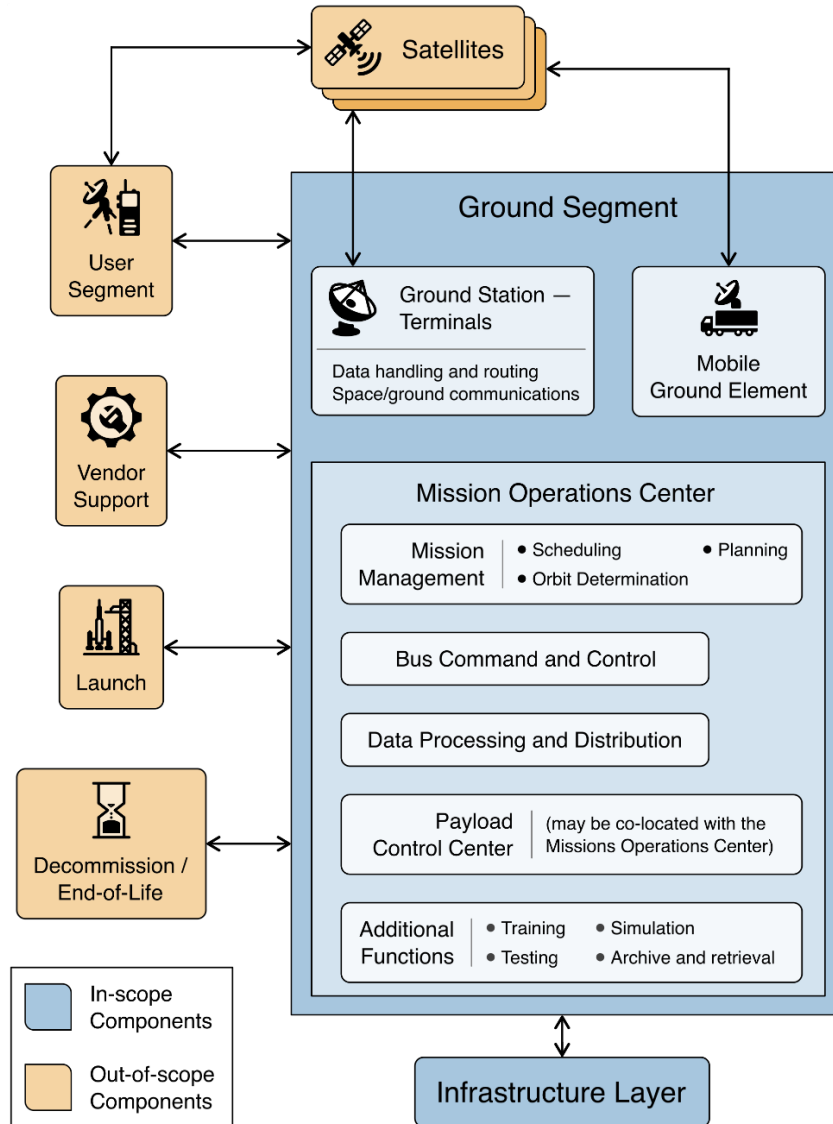 Satellites
User
Segment
Ground Segment
Ground Station —
Terminals
Data handling and routing
Space/ground communications
Mobile
Ground Element
Vendor
Support
Mission Operations Center
Mission
Management
• Scheduling
• Planning
• Orbit Determination
Launch
Bus Command and Control
Data Processing and Distribution
Decommission /
End-of-Life
Payload
Control Center
(may be co-located with the
Missions Operations Center)
Additional
Functions
• Training
• Simulation
• Testing
• Archive and retrieval
In-scope
Components
Out-of-scope
Components
Infrastructure Layer